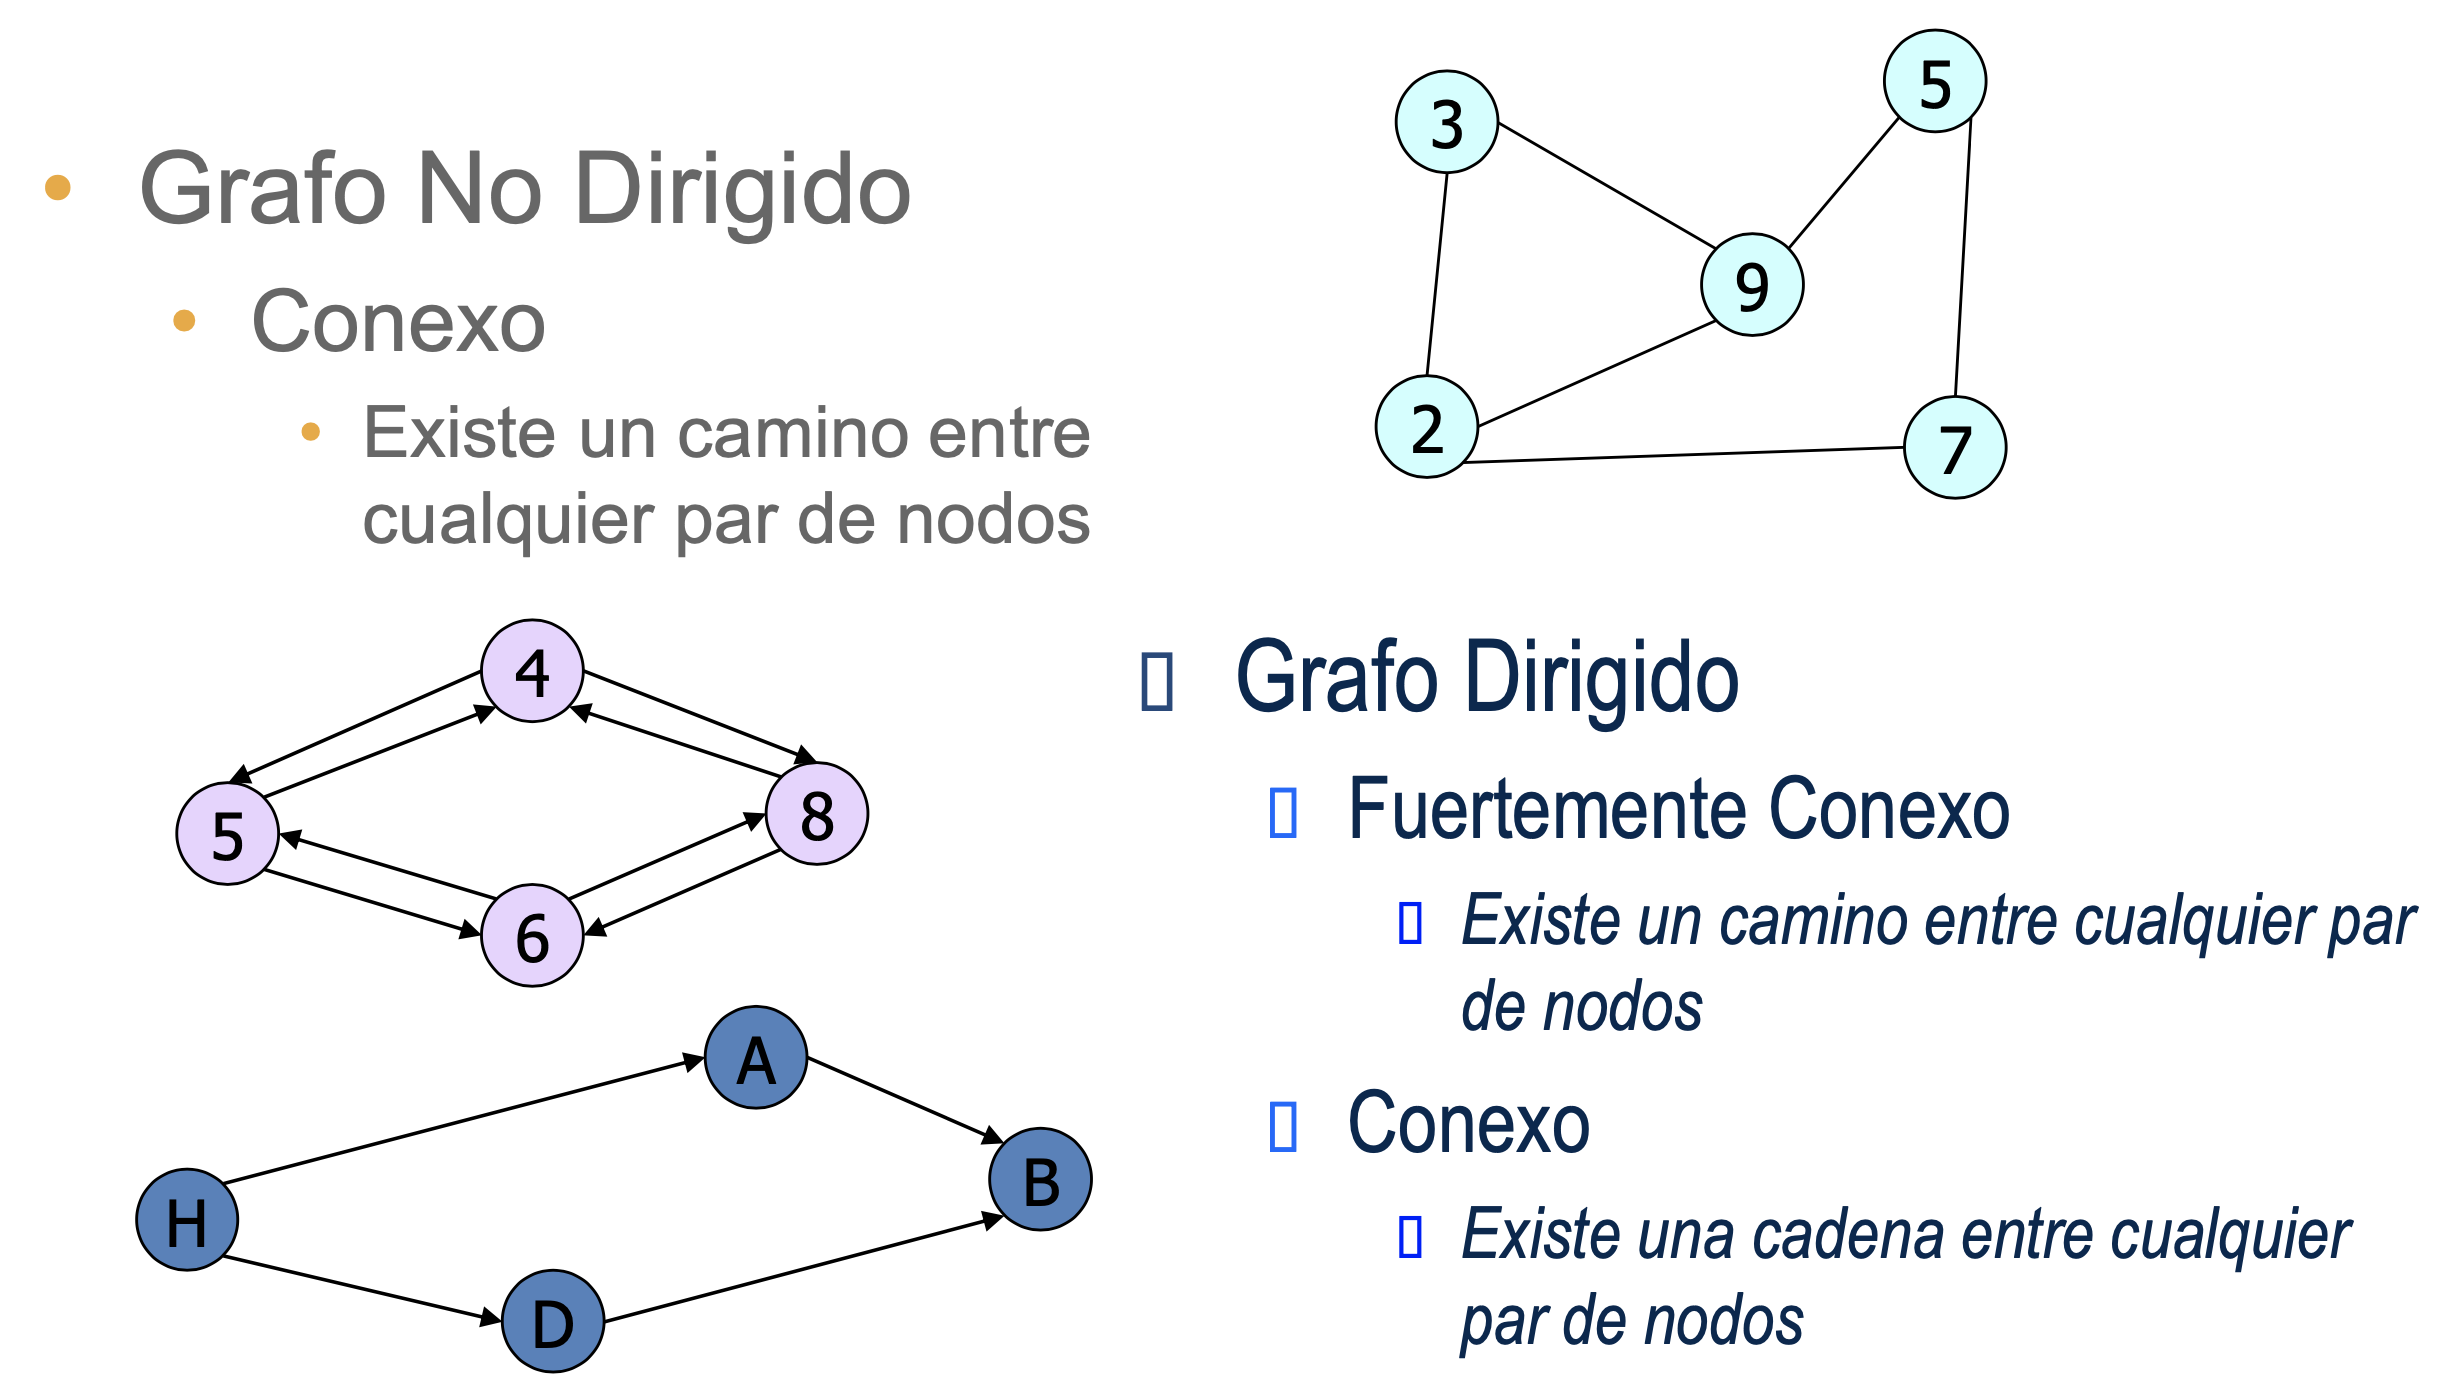 Grafo No Dirigido
Conexo
Existe un camino entre
cualquier par de nodos
3
5
9
2
7
4
5
8
6
A
H
B
D
Grafo Dirigido
Fuertemente Conexo
Existe un camino entre cualquier par
de nodos
Conexo
Existe una cadena entre cualquier
par de nodos